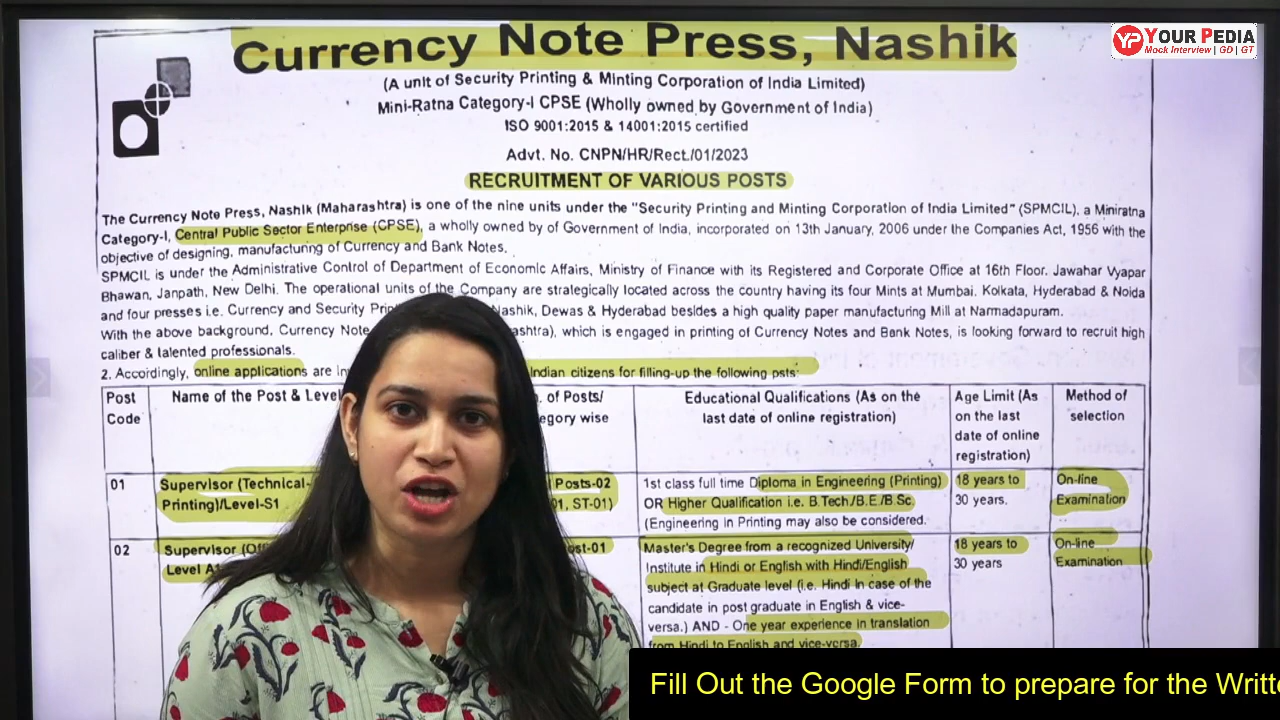 YP YOUR PEDIA
Mock Interview | GD | GT
Currency Note Press, Nashik
(A unit of Security Printing & Minting Corporation of India Limited)
Mini-Ratna Category-I CPSE (Wholly owned by Government of India)
ISO 9001:2015 & 14001:2015 certified
Advt. No. CNPN/HR/Rect./01/2023
RECRUITMENT OF VARIOUS POSTS
The Currency Note Press, Nashik (Maharashtra) is one of the nine units under the "Security Printing and Minting Corporation of India Limited" (SPMCIL), a Miniratna
Category-I, Central Public Sector Enterprise (CPSE), a wholly owned by of Government of India, incorporated on 13th January, 2006 under the Companies Act, 1956 with the
objective of designing, manufacturing of Currency and Bank Notes.
SPMCIL is under the Administrative Control of Department of Economic Affairs, Ministry of Finance with its Registered and Corporate Office at 16th Floor. Jawahar Vyapar
Bhawan, Janpath, New Delhi. The operational units of the Company are strategically located across the country having its four Mints at Mumbai. Kolkata, Hyderabad & Noida
and four presses i.e. Currency and Security Nashik, Dewas & Hyderabad besides a high quality paper manufacturing Mill at Narmadapuram.
With the above background, Currency Note which is engaged in printing of Currency Notes and Bank Notes, is looking forward to recruit high
caliber & talented professionals.
2. Accordingly, online applications are Indian citizens for filling-up the following psts:
Post Code
Name of the Post & Level
of Posts/
wise
Educational Qualifications (As on the
last date of online registration)
Age Limit (As
on the last
date of online
registration)
Method of
selection
01
Supervisor (Technical-
Printing)/Level-S1
Posts-02
ST-01)
1st class full time Diploma in Engineering (Printing)
OR Higher Qualification i.e. B.Tech./B.E./B.Sc.
(Engineering in Printing may also be considered.
18 years to
30 years.
On-line
Examination
02
Supervisor
Level
Master's Degree from a recognized University/
Institute in Hindi or English with Hindi/English
subject at Graduate level (i.e. Hindi in case of the
candidate in post graduate in English & vice-
versa.) AND - One year experience in translation
from Hindi to English and vice-versa.
18 years to
30 years
On-line
Examination
Fill Out the Google Form to prepare for the